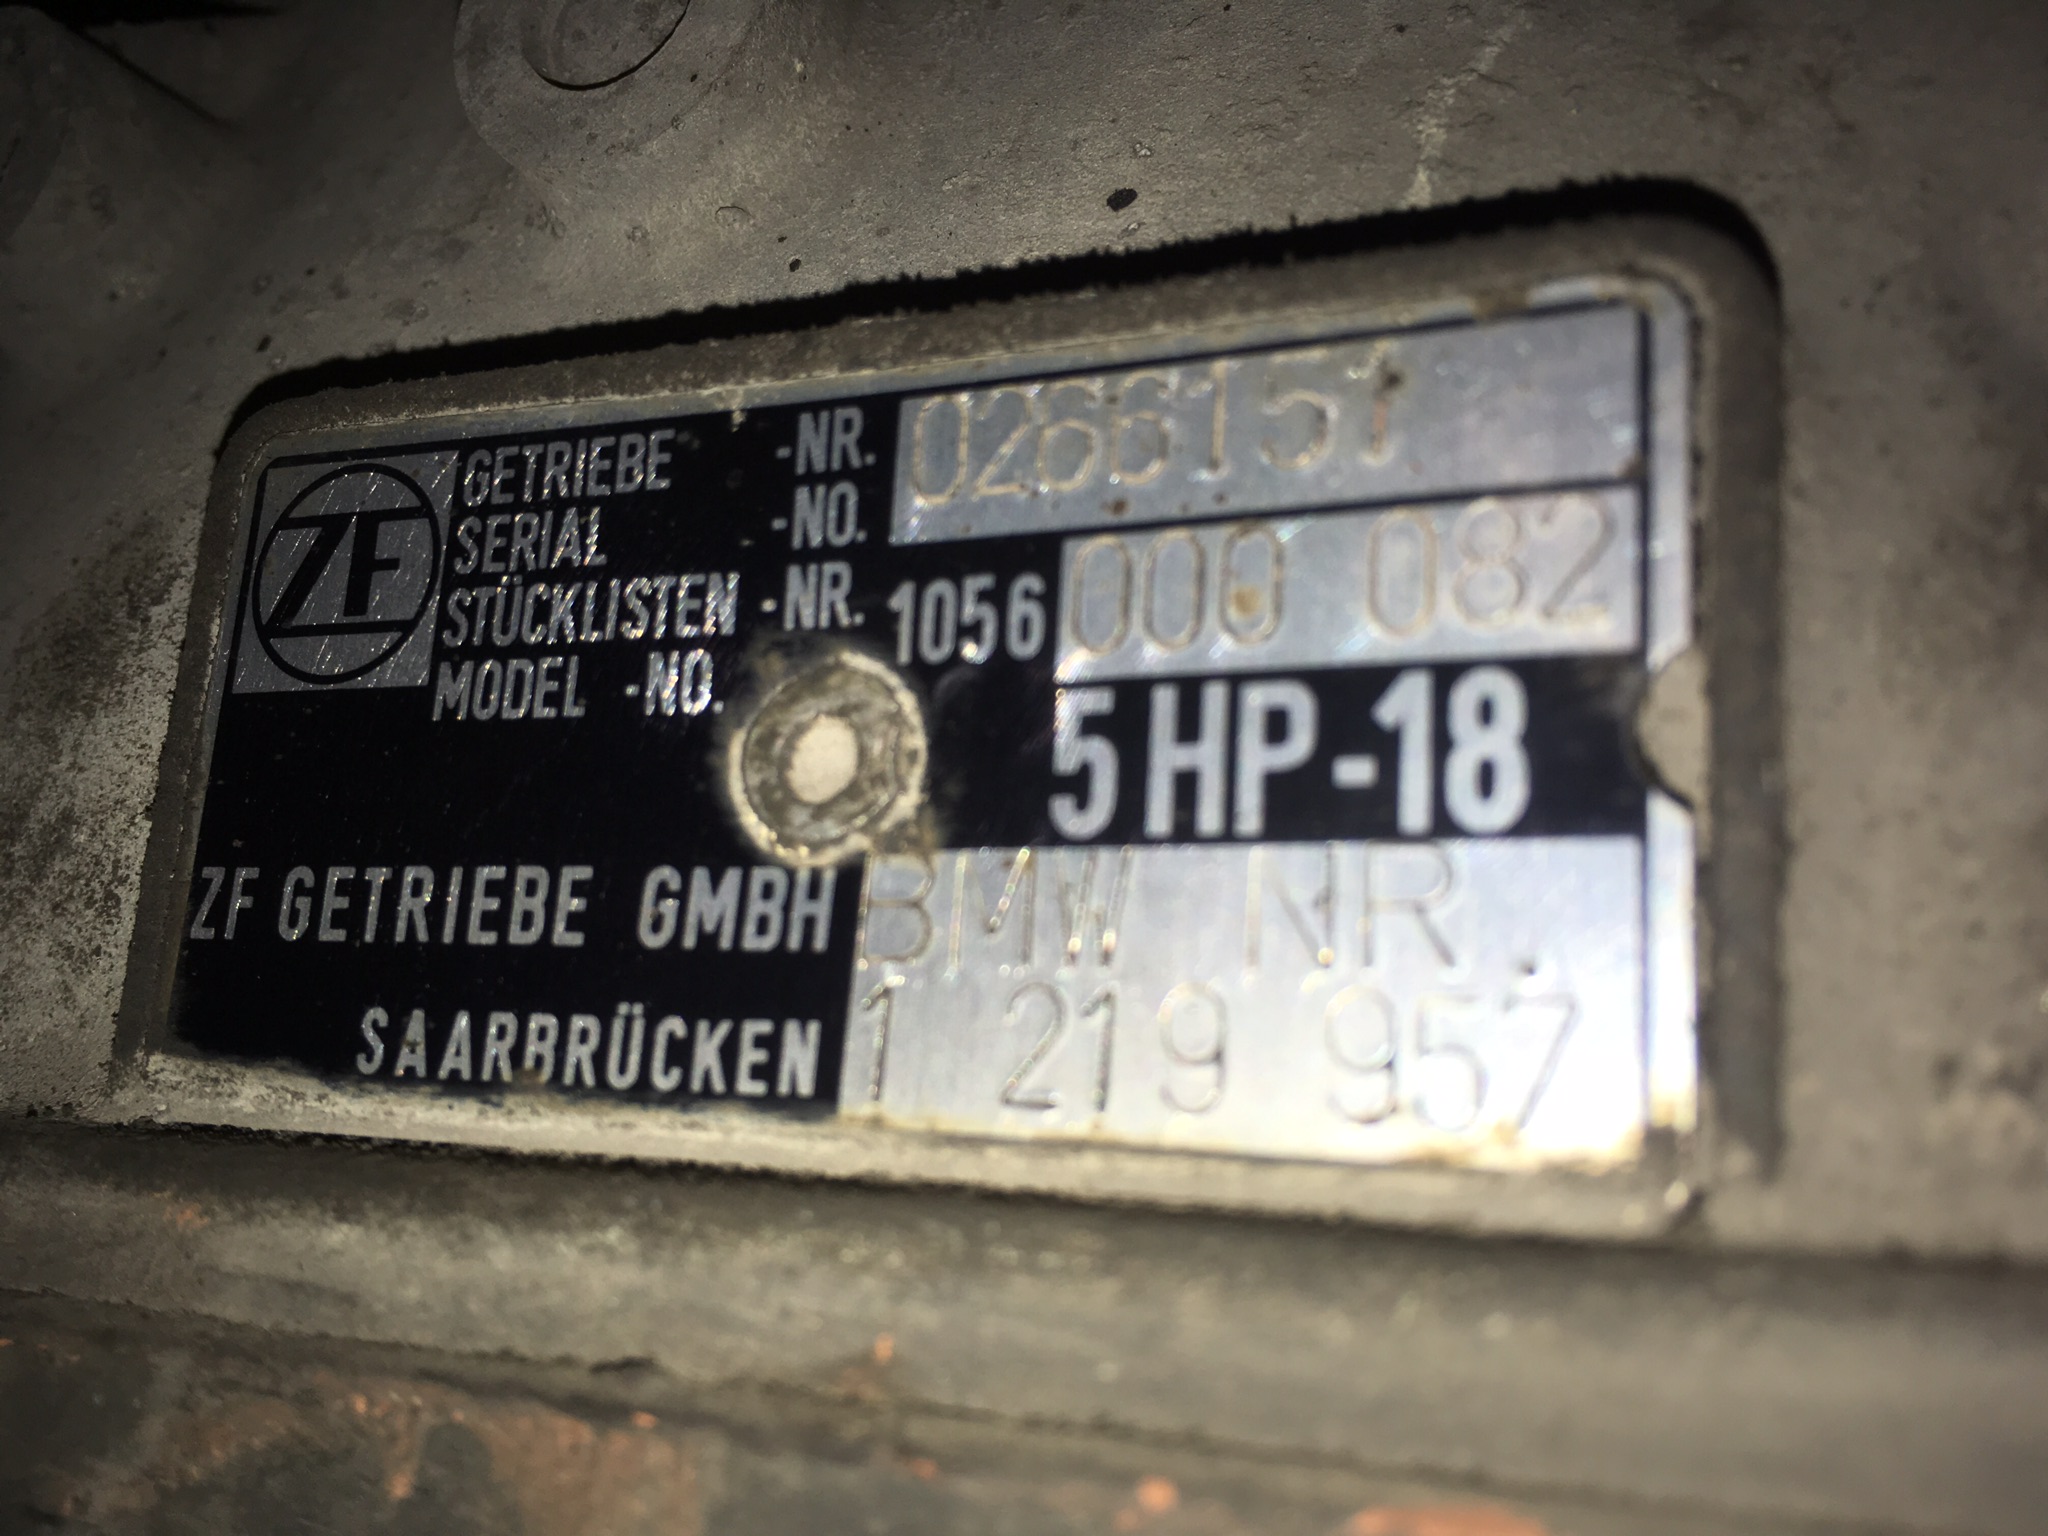 ZF
GETRIEBE -NR. 0266151
SERIAL -NO.
STÜCKLISTEN -NR. 1056 000 082
MODEL -NO.
5 HP-18
ZF GETRIEBE GMBH BMW NR.
SAARBRÜCKEN 1 219 957